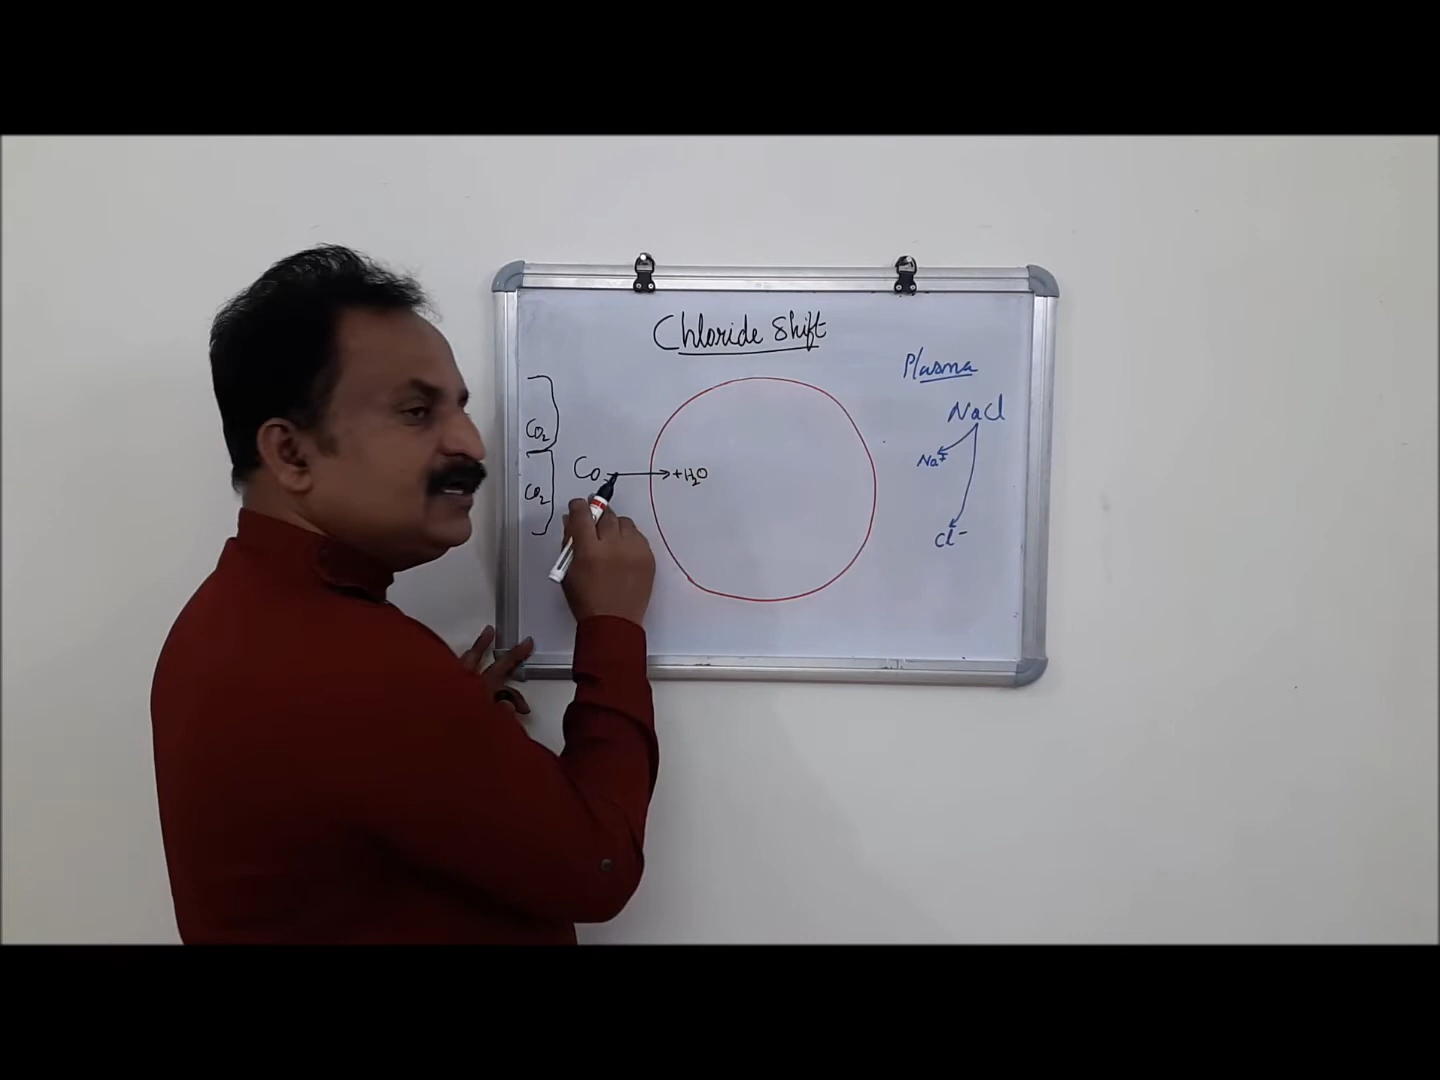 Chloride Shift
Plasma
NaCl
CO2
Na+
CO2
CO2 → +H2O
Cl-